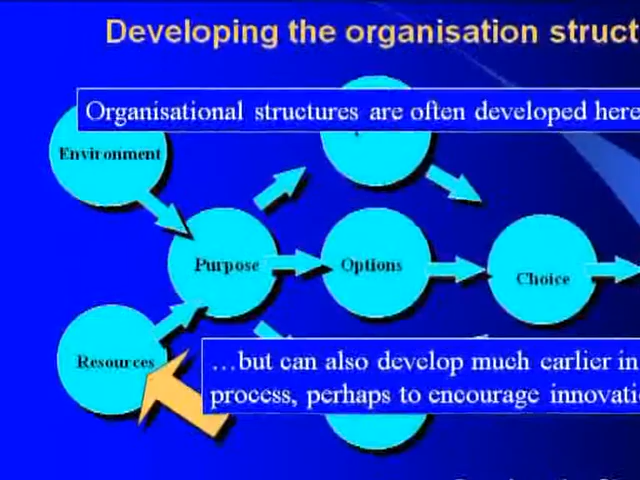 Developing the organisation struct
Organisational structures are often developed here
Environment
Purpose
Options
Choice
Resources
…but can also develop much earlier in
process, perhaps to encourage innovati